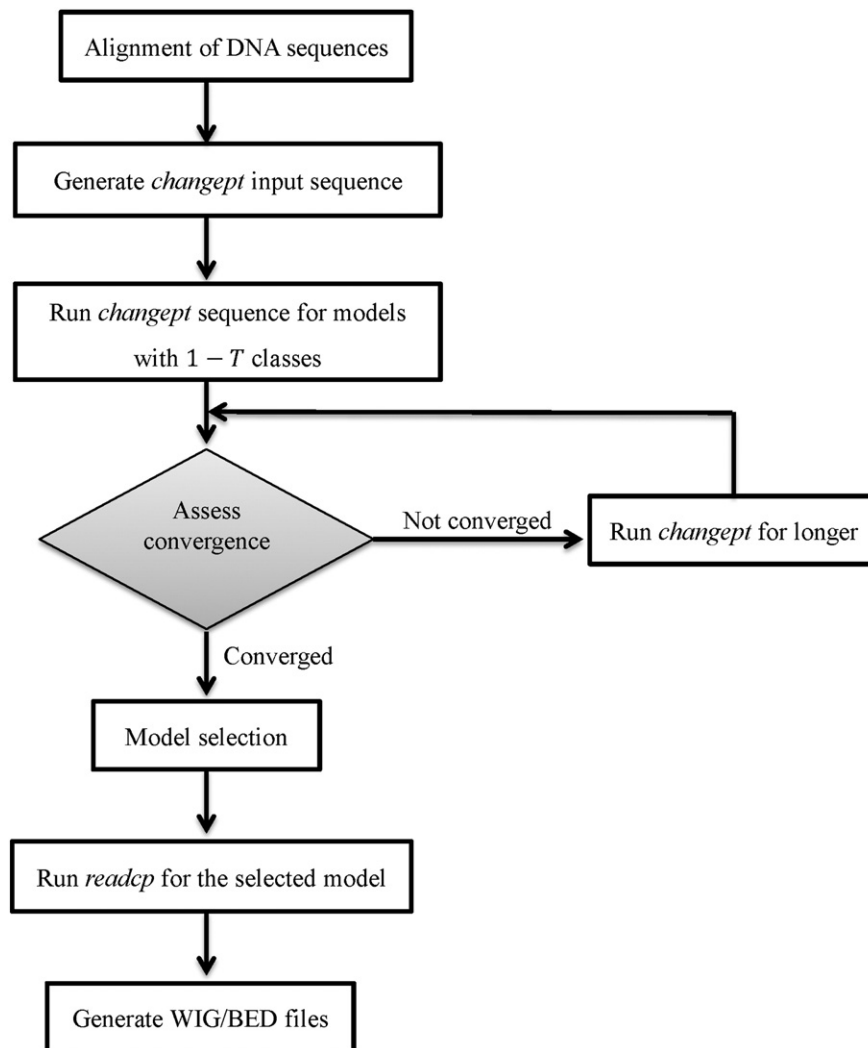 Alignment of DNA sequences
Generate changept input sequence
Run changept sequence for models
with 1 − T classes
Assess
convergence
Not converged
Run changept for longer
Converged
Model selection
Run readcp for the selected model
Generate WIG/BED files